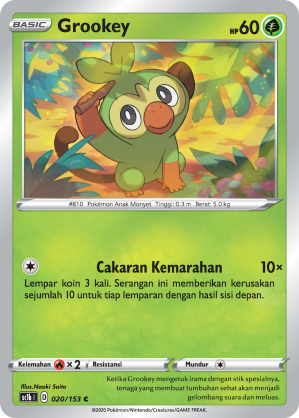 BASIC Grookey HP 60
#810 Pokémon Anak Monyet Tinggi: 0.3 m Berat: 5.0 kg
Cakaran Kemarahan 10×
Lempar koin 3 kali. Serangan ini memberikan kerusakan
sejumlah 10 untuk tiap lemparan dengan hasil sisi depan.
Kelemahan × 2 Resistansi Mundur
Illus. Naoki Saito
sc1b I D 020/153 C
Ketika Grookey mengetuk irama dengan stik spesialnya,
tenaga yang membuat tumbuhan sehat akan menjadi
gelombang suara dan meluas.
©2020 Pokémon/Nintendo/Creatures/GAME FREAK.